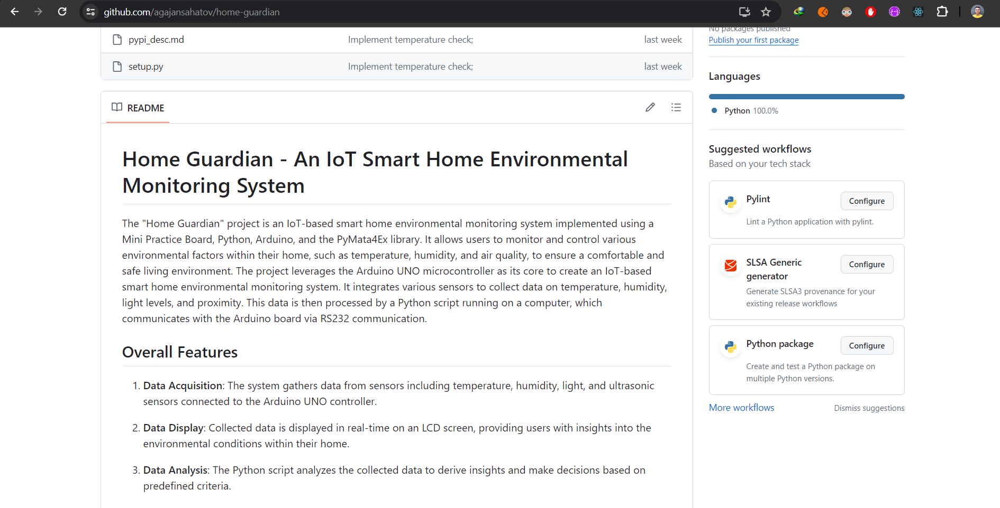 github.com/agajansahatov/home-guardian
pypi_desc.md Implement temperature check; last week
setup.py Implement temperature check; last week
README
Home Guardian - An IoT Smart Home Environmental
Monitoring System
The "Home Guardian" project is an IoT-based smart home environmental monitoring system implemented using a
Mini Practice Board, Python, Arduino, and the PyMata4Ex library. It allows users to monitor and control various
environmental factors within their home, such as temperature, humidity, and air quality, to ensure a comfortable and
safe living environment. The project leverages the Arduino UNO microcontroller as its core to create an IoT-based
smart home environmental monitoring system. It integrates various sensors to collect data on temperature, humidity,
light levels, and proximity. This data is then processed by a Python script running on a computer, which
communicates with the Arduino board via RS232 communication.
Overall Features
1. Data Acquisition: The system gathers data from sensors including temperature, humidity, light, and ultrasonic
sensors connected to the Arduino UNO controller.
2. Data Display: Collected data is displayed in real-time on an LCD screen, providing users with insights into the
environmental conditions within their home.
3. Data Analysis: The Python script analyzes the collected data to derive insights and make decisions based on
predefined criteria.
No packages published
Publish your first package
Languages
Python 100.0%
Suggested workflows
Based on your tech stack
Pylint
Configure
Lint a Python application with pylint.
SLSA Generic
generator
Configure
Generate SLSA3 provenance for your
existing release workflows
Python package
Configure
Create and test a Python package on
multiple Python versions.
More workflows
Dismiss suggestions